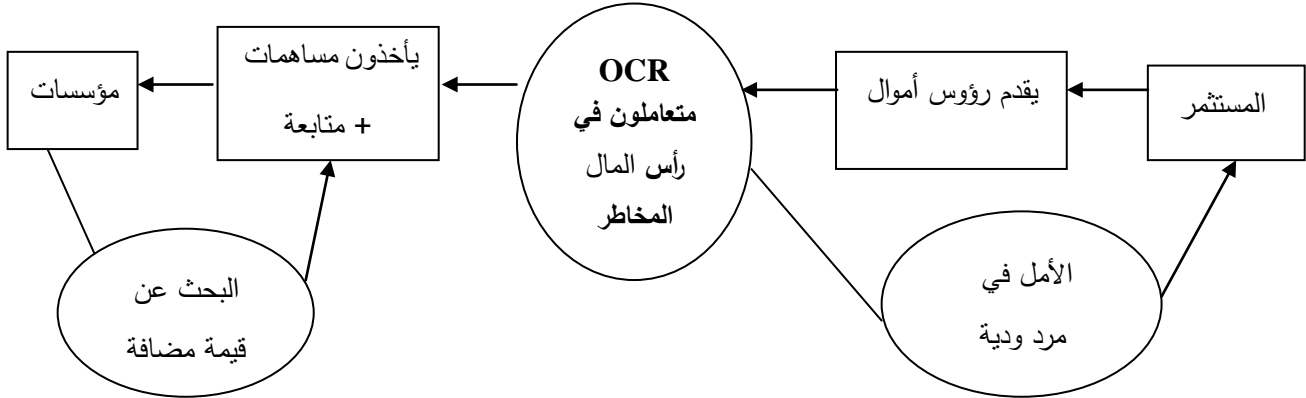 المستثمر
يقدم رؤوس أموال
OCR
متعاملون في
رأس المال
المخاطر
يأخذون مساهمات
+ متابعة
مؤسسات
الأمل في
مرد ودية
البحث عن
قيمة مضافة